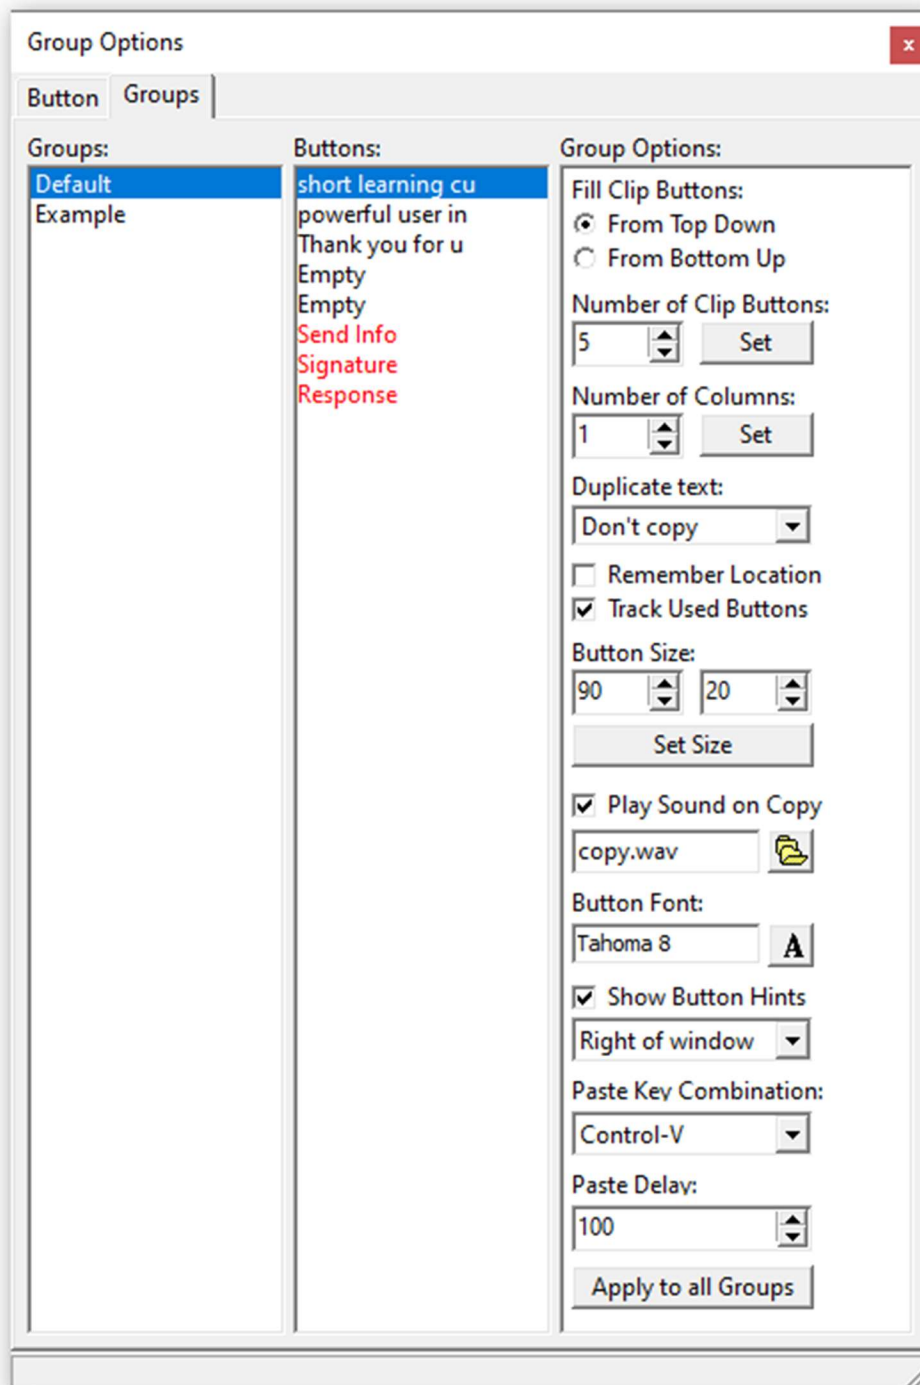 Group Options
x
Button Groups
Groups:
Default
Example
Buttons:
short learning cu
powerful user in
Thank you for u
Empty
Empty
Send Info
Signature
Response
Group Options:
Fill Clip Buttons:
From Top Down
From Bottom Up
Number of Clip Buttons:
5 Set
Number of Columns:
1 Set
Duplicate text:
Don't copy
Remember Location
Track Used Buttons
Button Size:
90 20
Set Size
Play Sound on Copy
copy.wav
Button Font:
Tahoma 8 A
Show Button Hints
Right of window
Paste Key Combination:
Control-V
Paste Delay:
100
Apply to all Groups